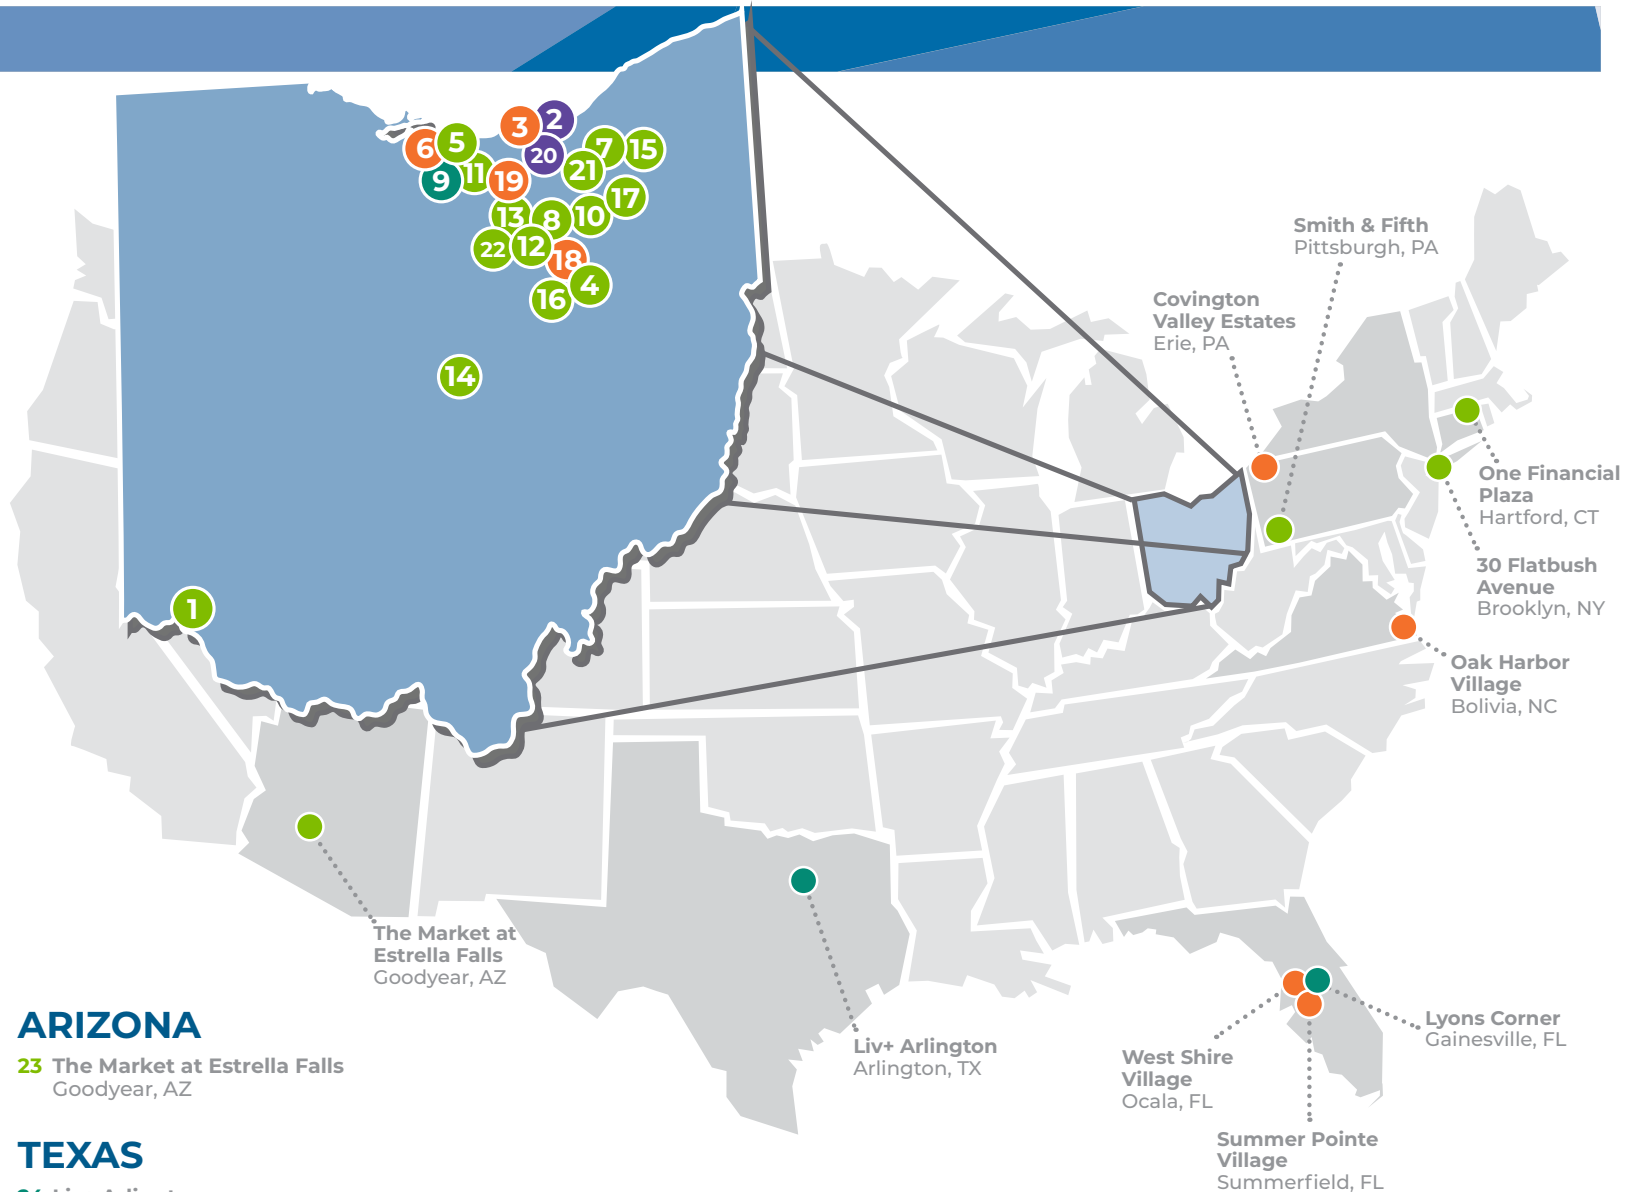 3
2
6
5
20
7
15
9
11
19
21
17
13
8
10
22
12
18
16
4
14
1
Smith & Fifth
Pittsburgh, PA
Covington
Valley Estates
Erie, PA
One Financial
Plaza
Hartford, CT
30 Flatbush
Avenue
Brooklyn, NY
Oak Harbor
Village
Bolivia, NC
The Market at
Estrella Falls
Goodyear, AZ
Liv+ Arlington
Arlington, TX
Lyons Corner
Gainesville, FL
West Shire
Village
Ocala, FL
Summer Pointe
Village
Summerfield, FL
ARIZONA
23 The Market at Estrella Falls
Goodyear, AZ
TEXAS